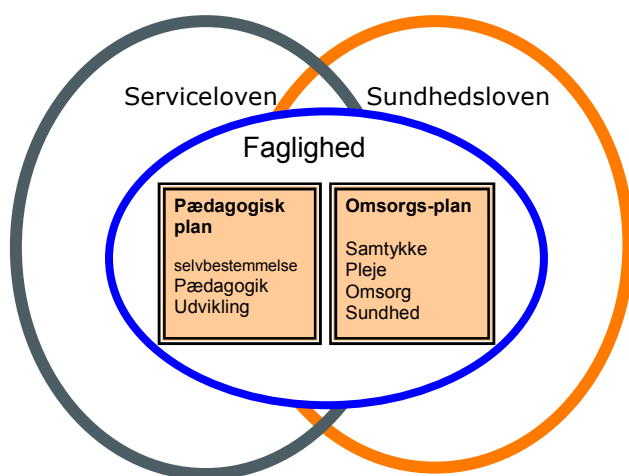 Serviceloven
Sundhedsloven
Faglighed
Pædagogisk
plan
selvbestemmelse
Pædagogik
Udvikling
Omsorgs-plan
Samtykke
Pleje
Omsorg
Sundhed